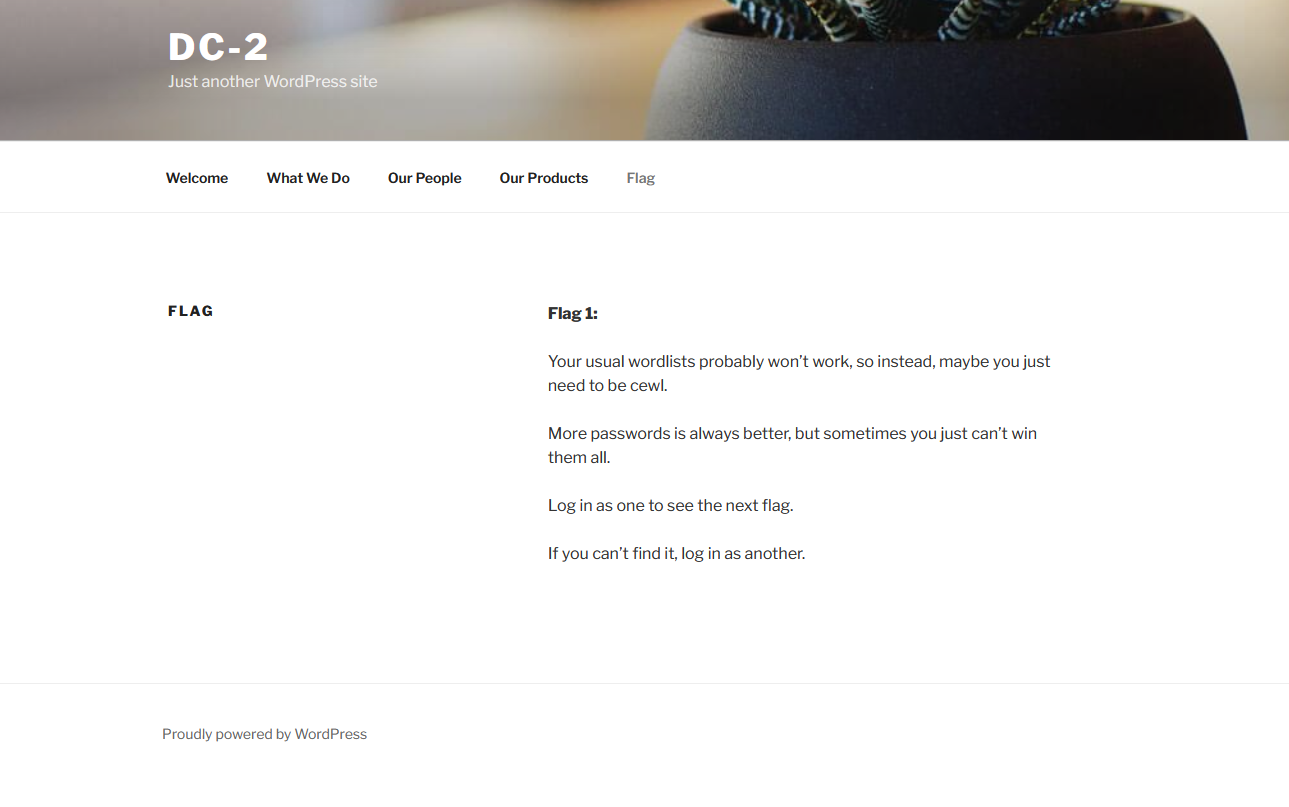 DC-2
Just another WordPress site
Welcome What We Do Our People Our Products Flag
FLAG
Flag 1:
Your usual wordlists probably won’t work, so instead, maybe you just
need to be cewl.
More passwords is always better, but sometimes you just can’t win
them all.
Log in as one to see the next flag.
If you can’t find it, log in as another.
Proudly powered by WordPress